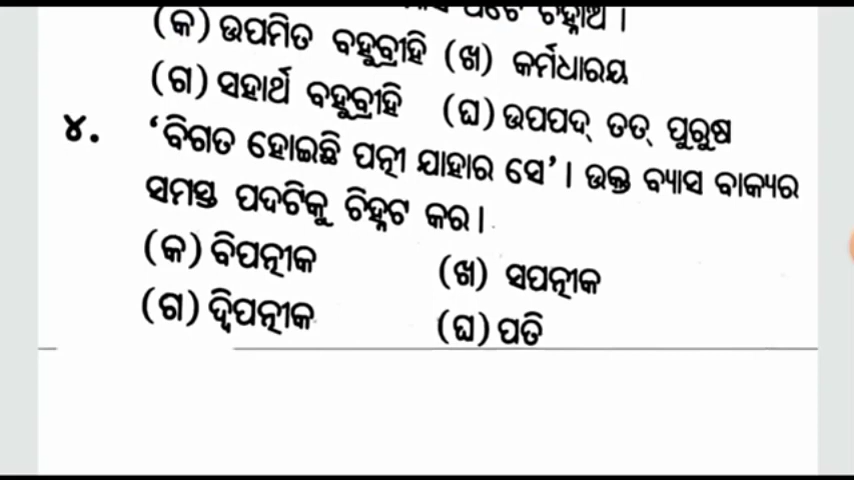 ପଟେ ଚିହ୍ନାଅ ।
(କ) ଉପମିତ ବହୁବ୍ରୀହି (ଖ) କର୍ମଧାରୟ
(ଗ) ସହାର୍ଥ ବହୁବ୍ରୀହି (ଘ) ଉପପଦ୍ ତତ୍ ପୁରୁଷ
୪. ‘ବିଗତ ହୋଇଛି ପତ୍ନୀ ଯାହାର ସେ’ । ଉକ୍ତ ବ୍ୟାସ ବାକ୍ୟର
ସମସ୍ତ ପଦଟିକୁ ଚିହ୍ନଟ କର ।
(କ) ବିପତ୍ନୀକ (ଖ) ସପତ୍ନୀକ
(ଗ) ଦ୍ୱିପତ୍ନୀକ (ଘ) ପତି